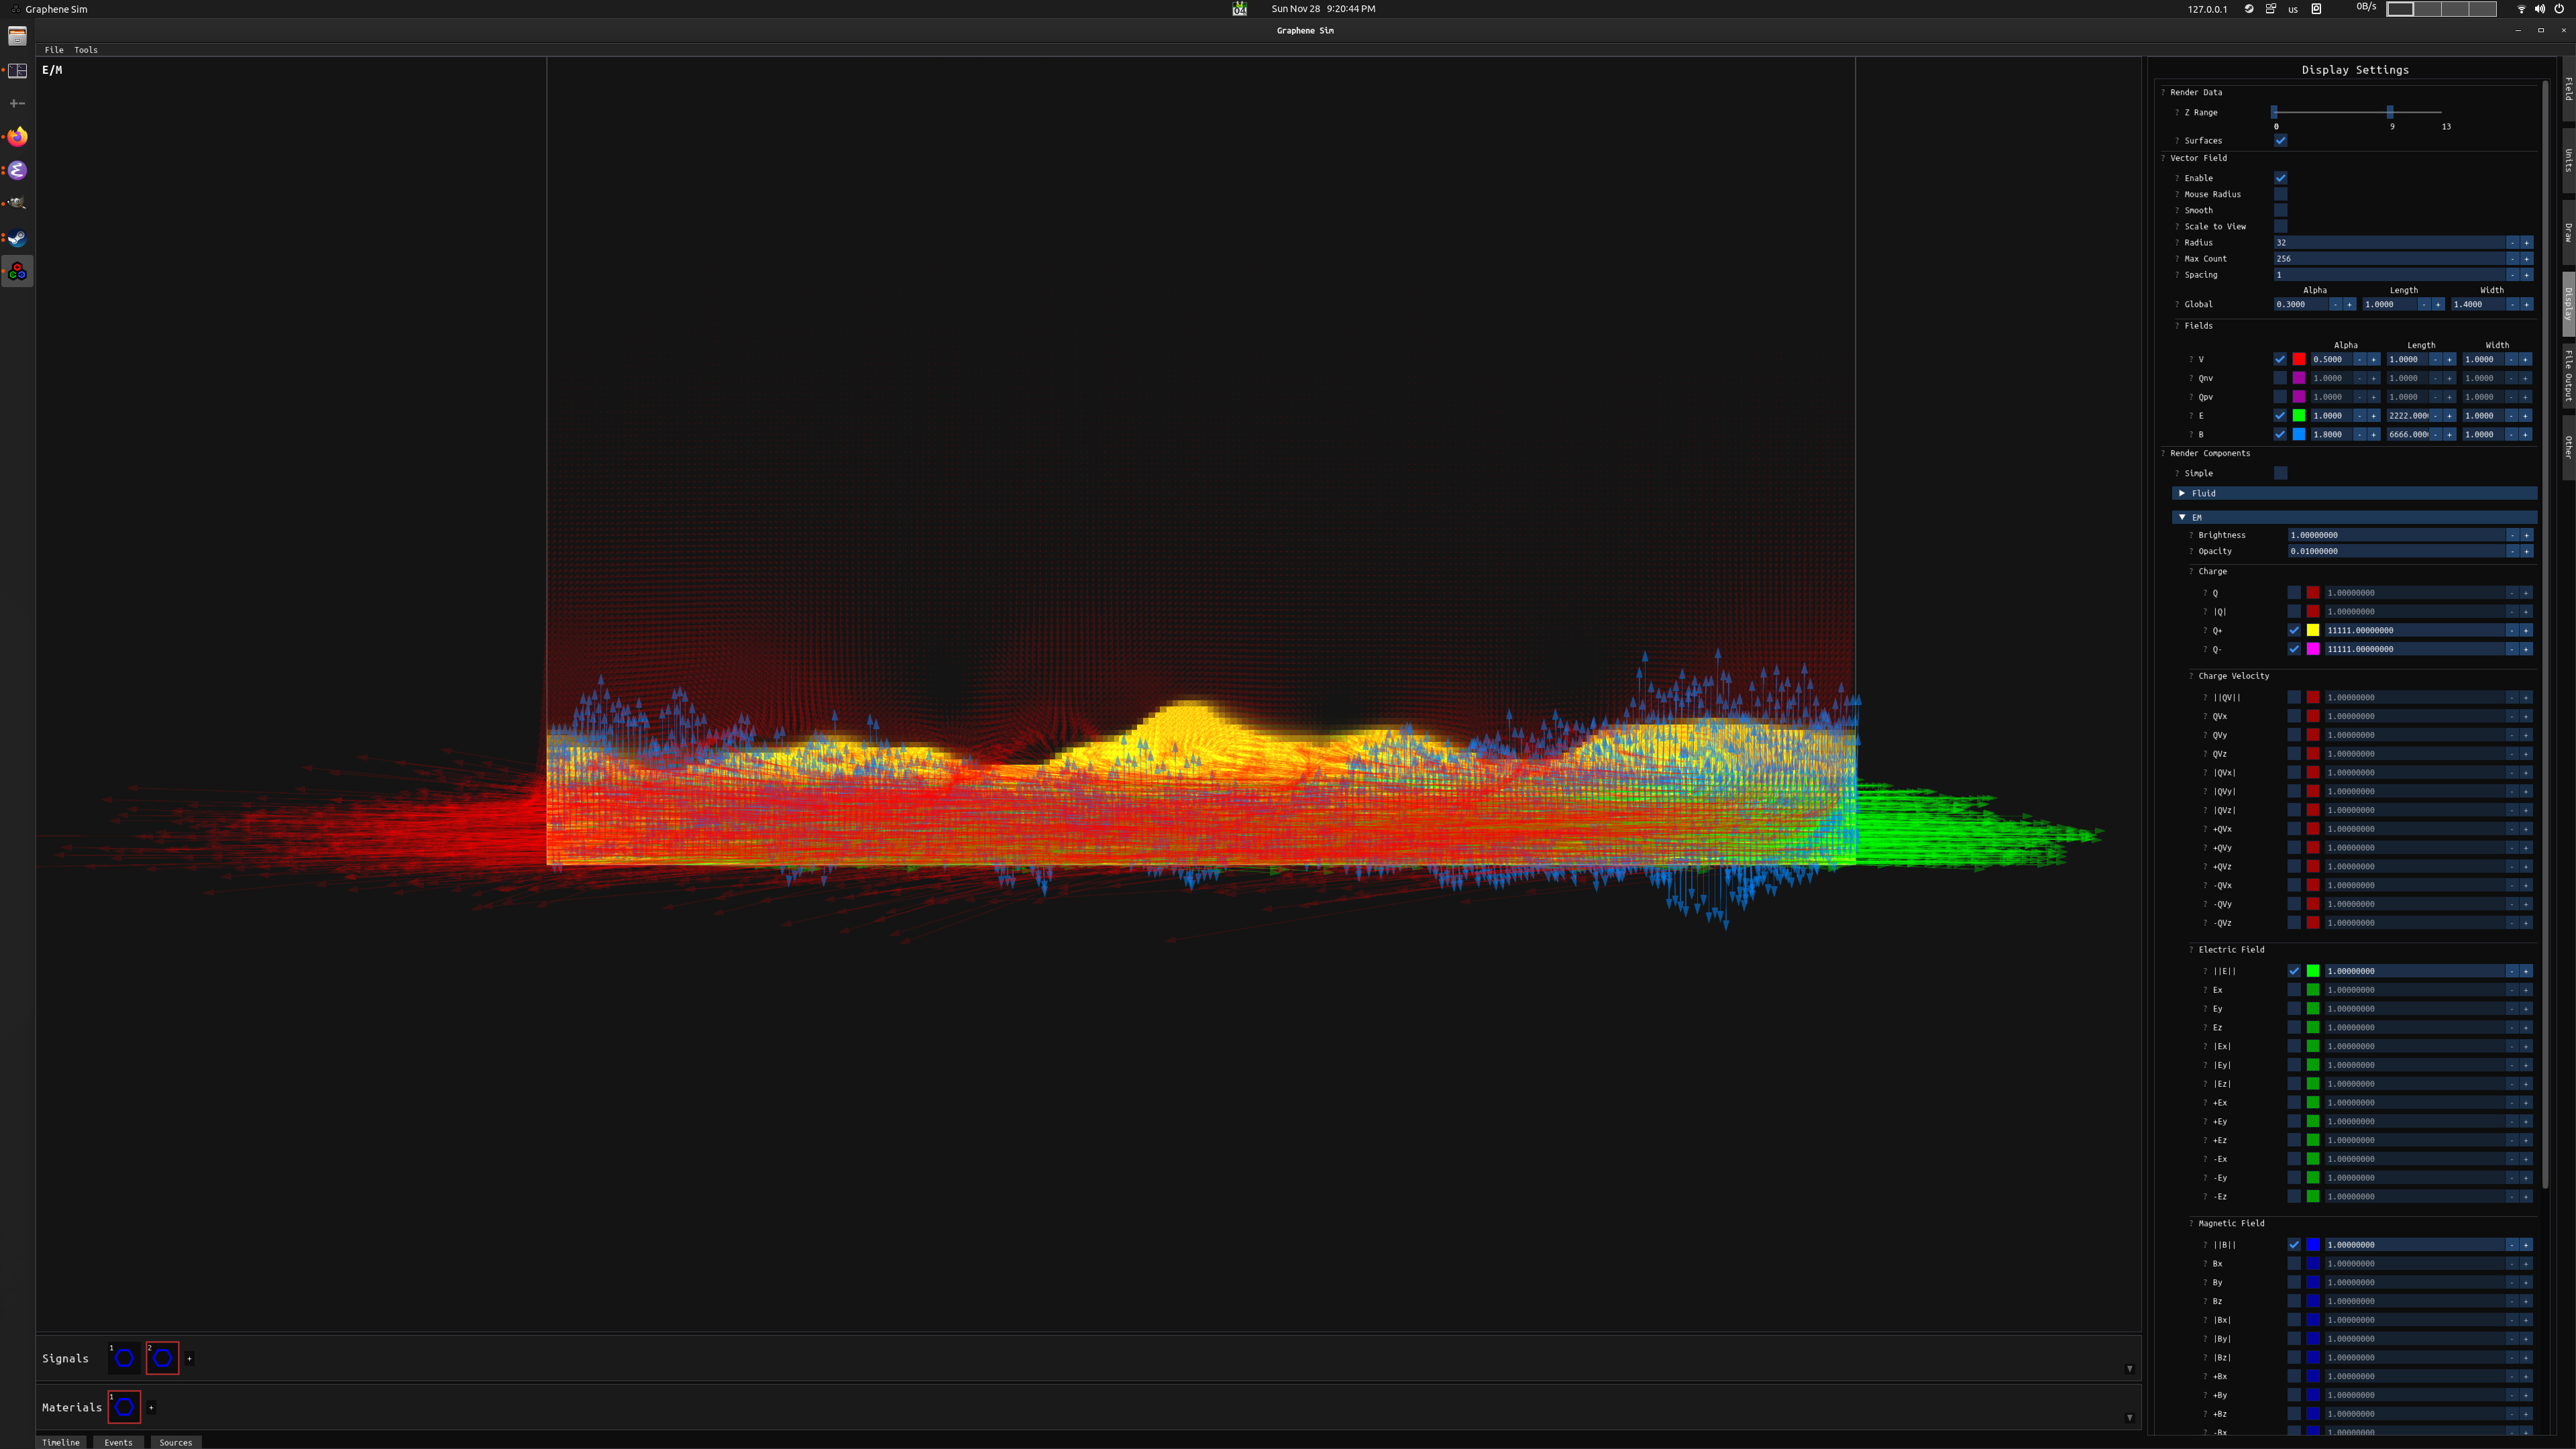 Graphene Sim
04
Sun Nov 28 9:20:44 PM
127.0.0.1
us
0B/s
Graphene Sim
File Tools
E/M
Display Settings
? Render Data
? Z Range
0 9 13
? Surfaces
? Vector Field
? Enable
? Mouse Radius
? Smooth
? Scale to View
? Radius 32 - +
? Max Count 256 - +
? Spacing 1 - +
Alpha Length Width
? Global 0.3000 - + 1.0000 - + 1.4000 - +
? Fields
Alpha Length Width
? V 0.5000 - + 1.0000 - + 1.0000 - +
? Qnv 1.0000 - + 1.0000 - + 1.0000 - +
? Qpv 1.0000 - + 1.0000 - + 1.0000 - +
? E 1.0000 - + 2222.000 - + 1.0000 - +
? B 1.8000 - + 6666.000 - + 1.0000 - +
? Render Components
? Simple
Fluid
EM
? Brightness 1.00000000 - +
? Opacity 0.01000000 - +
? Charge
? Q 1.00000000 - +
? |Q| 1.00000000 - +
? Q+ 11111.00000000 - +
? Q- 11111.00000000 - +
? Charge Velocity
? ||QV|| 1.00000000 - +
? QVx 1.00000000 - +
? QVy 1.00000000 - +
? QVz 1.00000000 - +
? |QVx| 1.00000000 - +
? |QVy| 1.00000000 - +
? |QVz| 1.00000000 - +
? +QVx 1.00000000 - +
? +QVy 1.00000000 - +
? +QVz 1.00000000 - +
? -QVx 1.00000000 - +
? -QVy 1.00000000 - +
? -QVz 1.00000000 - +
? Electric Field
? ||E|| 1.00000000 - +
? Ex 1.00000000 - +
? Ey 1.00000000 - +
? Ez 1.00000000 - +
? |Ex| 1.00000000 - +
? |Ey| 1.00000000 - +
? |Ez| 1.00000000 - +
? +Ex 1.00000000 - +
? +Ey 1.00000000 - +
? +Ez 1.00000000 - +
? -Ex 1.00000000 - +
? -Ey 1.00000000 - +
? -Ez 1.00000000 - +
? Magnetic Field
? ||B|| 1.00000000 - +
? Bx 1.00000000 - +
? By 1.00000000 - +
? Bz 1.00000000 - +
? |Bx| 1.00000000 - +
? |By| 1.00000000 - +
? |Bz| 1.00000000 - +
? +Bx 1.00000000 - +
? +By 1.00000000 - +
? +Bz 1.00000000 - +
? -Bx 1.00000000 - +
Field
Units
Draw
Display
File Output
Other
Signals 1 2 +
Materials 1 +
Timeline Events Sources